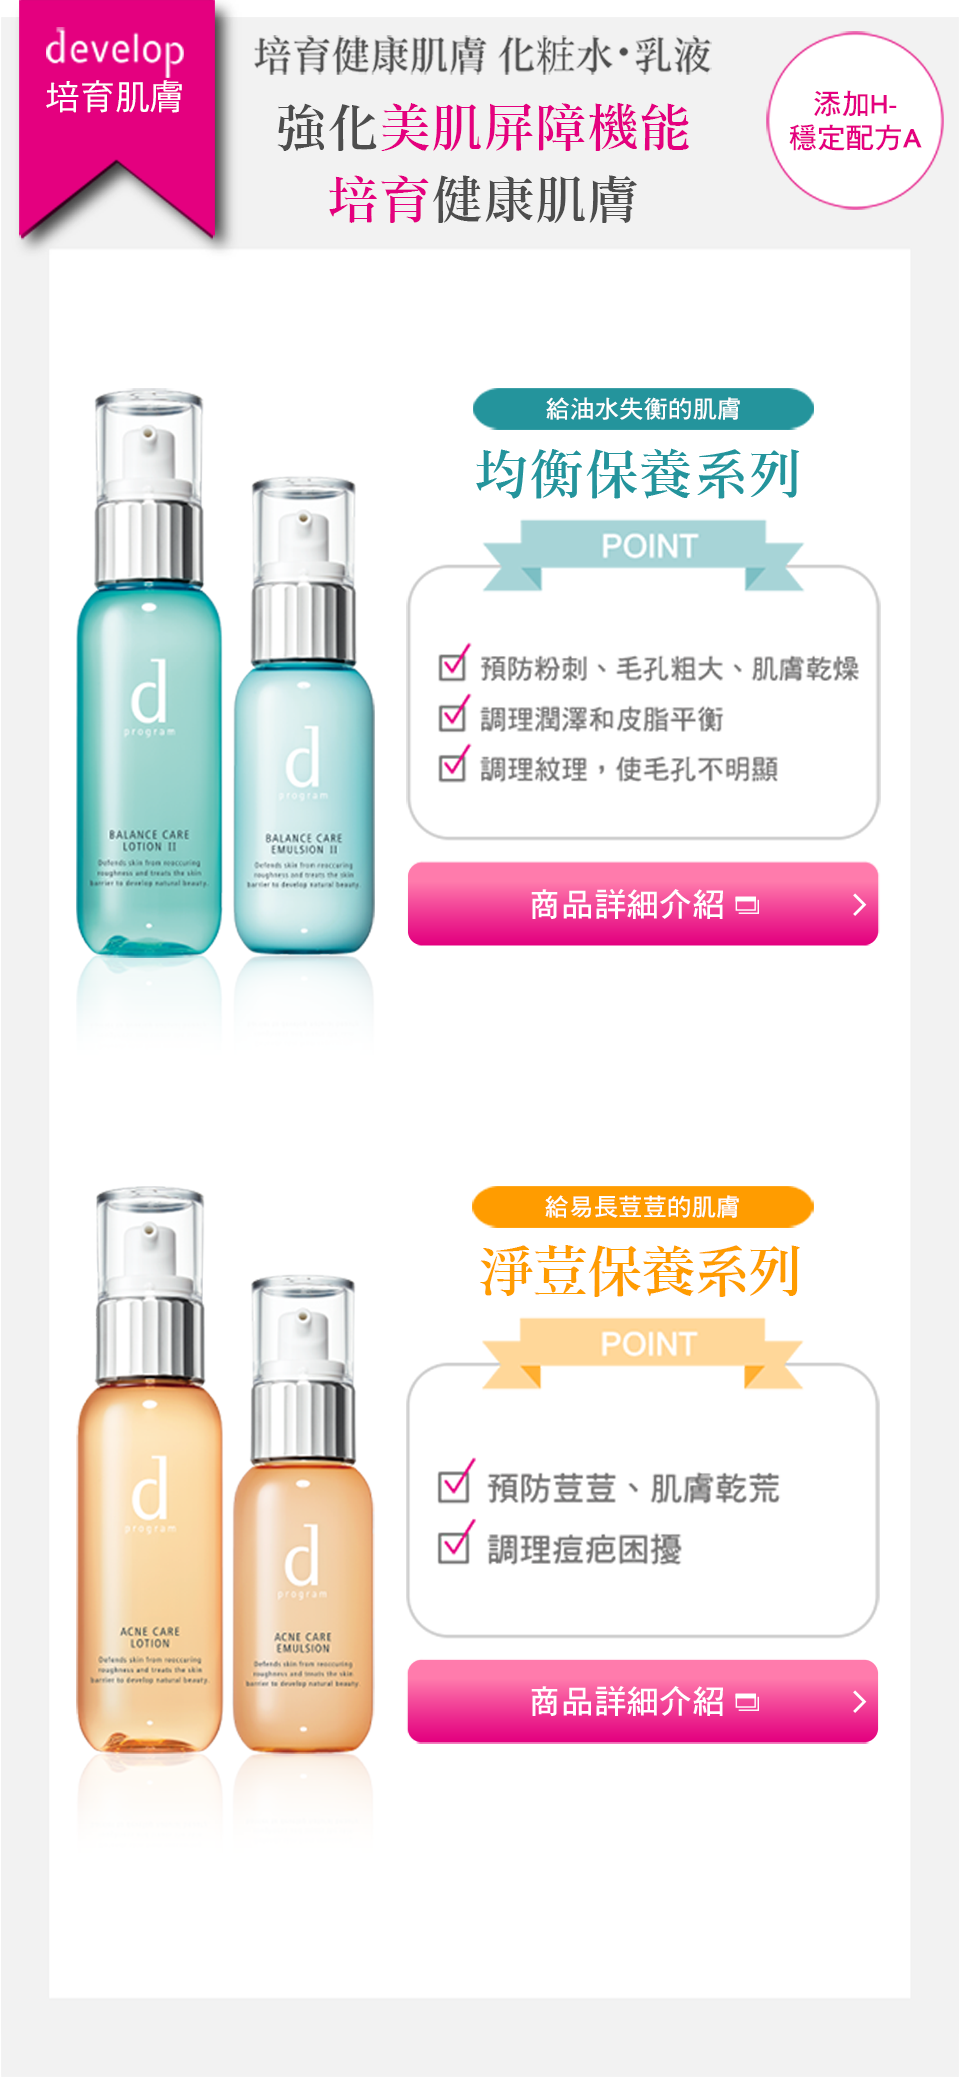 develop
培育肌膚
培育健康肌膚 化粧水・乳液
強化美肌屏障機能
培育健康肌膚
添加H-
穩定配方A
給油水失衡的肌膚
均衡保養系列
POINT
預防粉刺、毛孔粗大、肌膚乾燥
調理潤澤和皮脂平衡
調理紋理，使毛孔不明顯
商品詳細介紹
d
program
BALANCE CARE
LOTION II
Defends skin from reoccuring
roughness and treats the skin
barrier to develop natural beauty.
d
program
BALANCE CARE
EMULSION II
Defends skin from reoccuring
roughness and treats the skin
barrier to develop natural beauty.
給易長荳荳的肌膚
淨荳保養系列
POINT
預防荳荳、肌膚乾荒
調理痘疤困擾
商品詳細介紹
d
program
ACNE CARE
LOTION
Defends skin from reoccuring
roughness and treats the skin
barrier to develop natural beauty.
d
program
ACNE CARE
EMULSION
Defends skin from reoccuring
roughness and treats the skin
barrier to develop natural beauty.